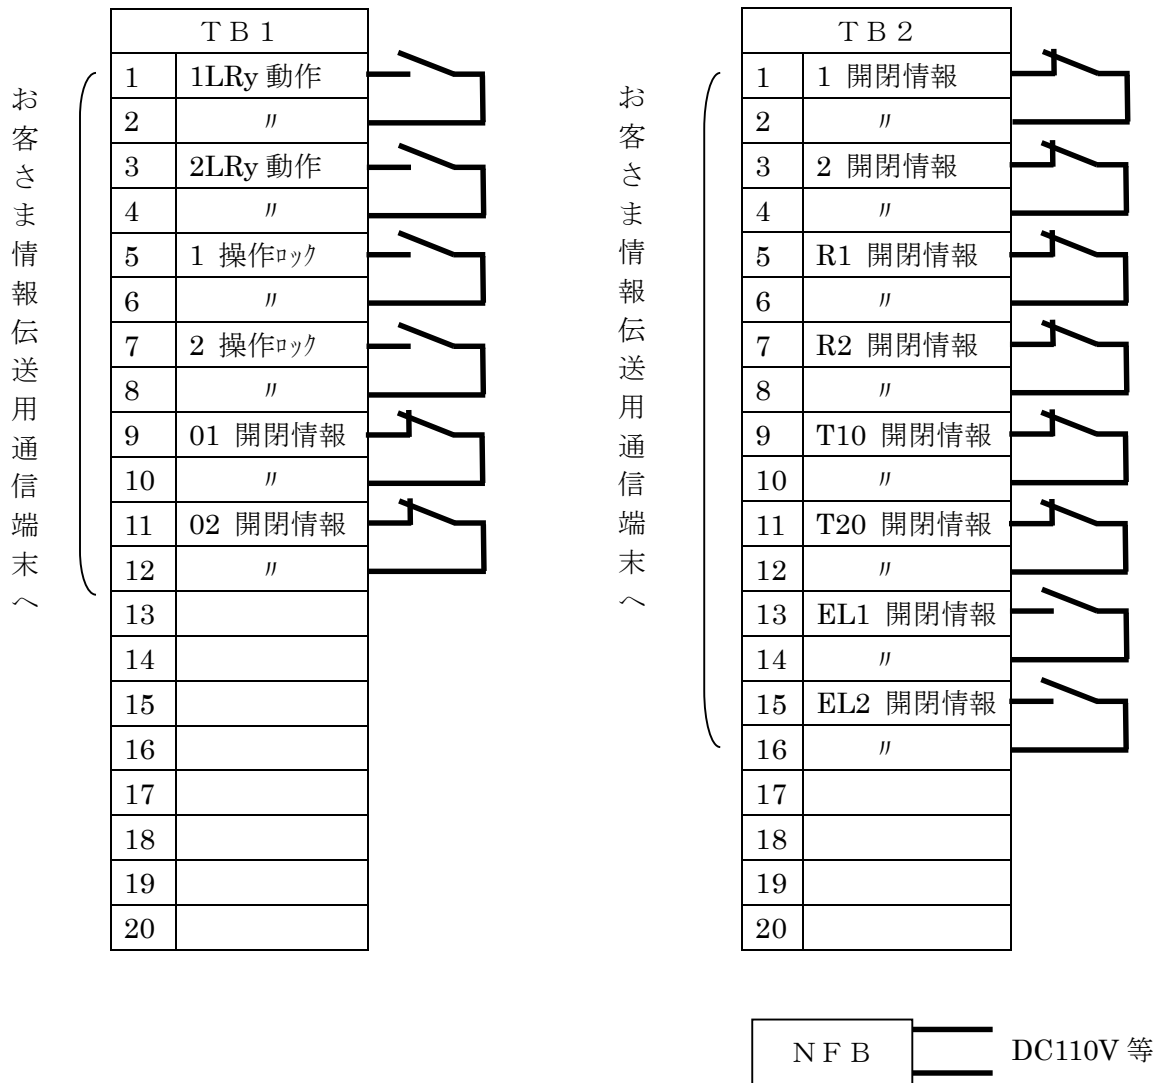 お客さま情報伝送用通信端末へ
ＴＢ１
1 1LRy 動作
2 〃
3 2LRy 動作
4 〃
5 1 操作ﾛｯｸ
6 〃
7 2 操作ﾛｯｸ
8 〃
9 01 開閉情報
10 〃
11 02 開閉情報
12 〃
13
14
15
16
17
18
19
20
お客さま情報伝送用通信端末へ
ＴＢ２
1 1 開閉情報
2 〃
3 2 開閉情報
4 〃
5 R1 開閉情報
6 〃
7 R2 開閉情報
8 〃
9 T10 開閉情報
10 〃
11 T20 開閉情報
12 〃
13 EL1 開閉情報
14 〃
15 EL2 開閉情報
16 〃
17
18
19
20
ＮＦＢ
DC110V 等